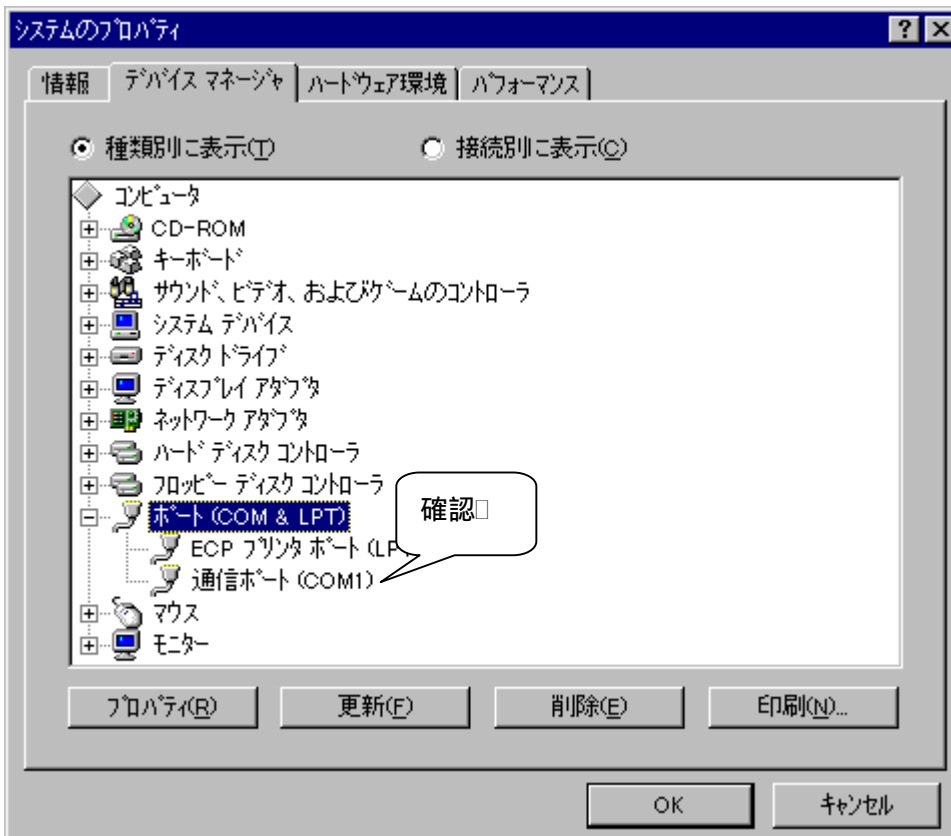 システムのプロパティ
情報 デバイス マネージャ ハードウェア環境 パフォーマンス
種類別に表示(T) 接続別に表示(C)
コンピュータ
CD-ROM
キーボード
サウンド、ビデオ、およびゲームのコントローラ
システム デバイス
ディスク ドライブ
ディスプレイ アダプタ
ネットワーク アダプタ
ハード ディスク コントローラ
フロッピー ディスク コントローラ
確認□
ポート (COM & LPT)
ECP プリンタ ポート (LP
通信ポート (COM1)
マウス
モニター
プロパティ(R) 更新(F) 削除(E) 印刷(N)...
OK キャンセル